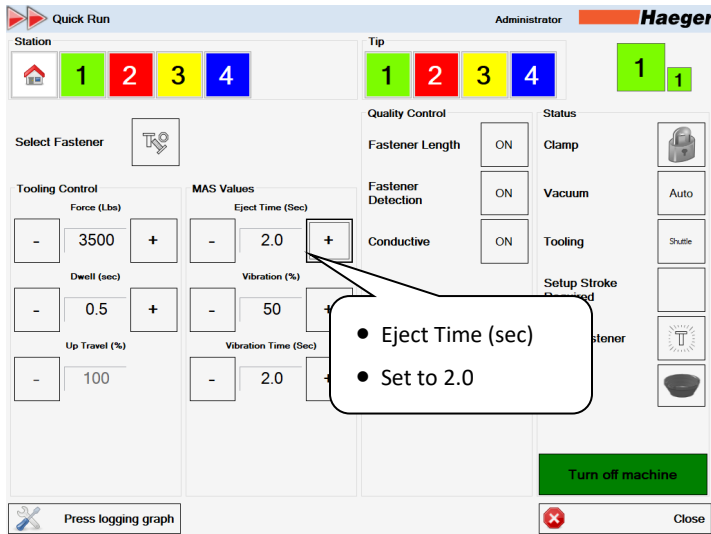 Quick Run
Administrator
Haeger
Station
1 2 3 4
Tip
1 2 3 4
1 1
Select Fastener
Tooling Control
Force (Lbs)
- 3500 +
Dwell (sec)
- 0.5 +
Up Travel (%)
- 100
MAS Values
Eject Time (Sec)
- 2.0 +
Vibration (%)
- 50
Vibration Time (Sec)
- 2.0
Quality Control
Fastener Length ON
Fastener
Detection
ON
Conductive ON
Status
Clamp
Vacuum Auto
Tooling Shuttle
Setup Stroke
• Eject Time (sec)
• Set to 2.0
Turn off machine
Press logging graph
Close